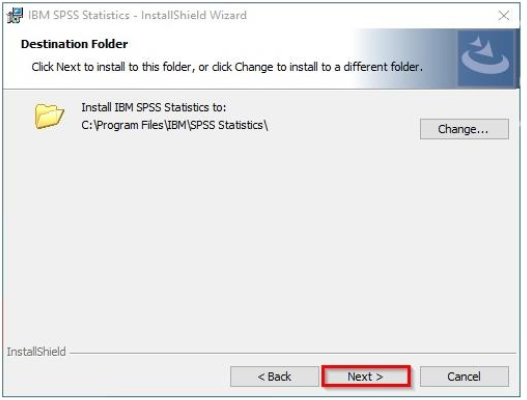 IBM SPSS Statistics - InstallShield Wizard
Destination Folder
Click Next to install to this folder, or click Change to install to a different folder.
Install IBM SPSS Statistics to:
C:\Program Files\IBM\SPSS Statistics\
Change...
InstallShield
< Back
Next >
Cancel